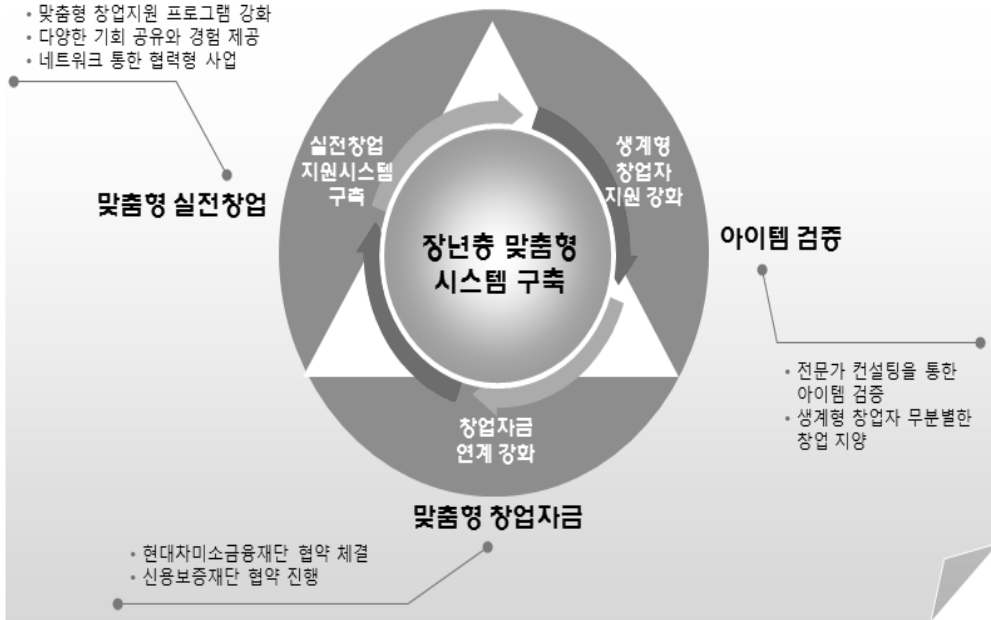 • 맞춤형 창업지원 프로그램 강화
• 다양한 기회 공유와 경험 제공
• 네트워크 통한 협력형 사업
맞춤형 실전창업
실전창업
지원시스템
구축
생계형
창업자
지원 강화
장년층 맞춤형
시스템 구축
아이템 검증
• 전문가 컨설팅을 통한
아이템 검증
• 생계형 창업자 무분별한
창업 지양
창업자금
연계 강화
맞춤형 창업자금
• 현대차미소금융재단 협약 체결
• 신용보증재단 협약 진행